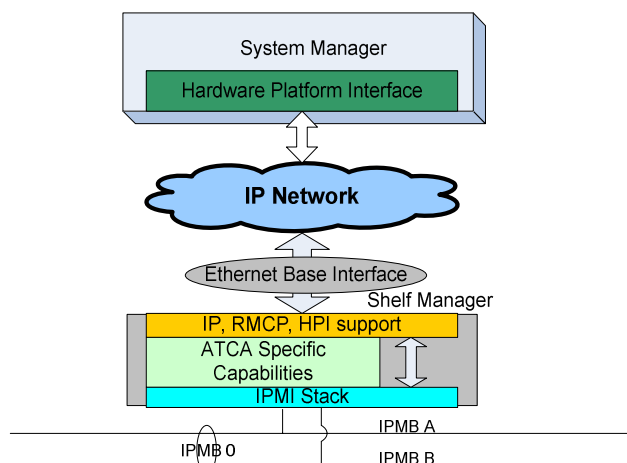 System Manager
Hardware Platform Interface
IP Network
Ethernet Base Interface
Shelf Manager
IP, RMCP, HPI support
ATCA Specific
Capabilities
IPMI Stack
IPMB A
IPMB 0
IPMB B